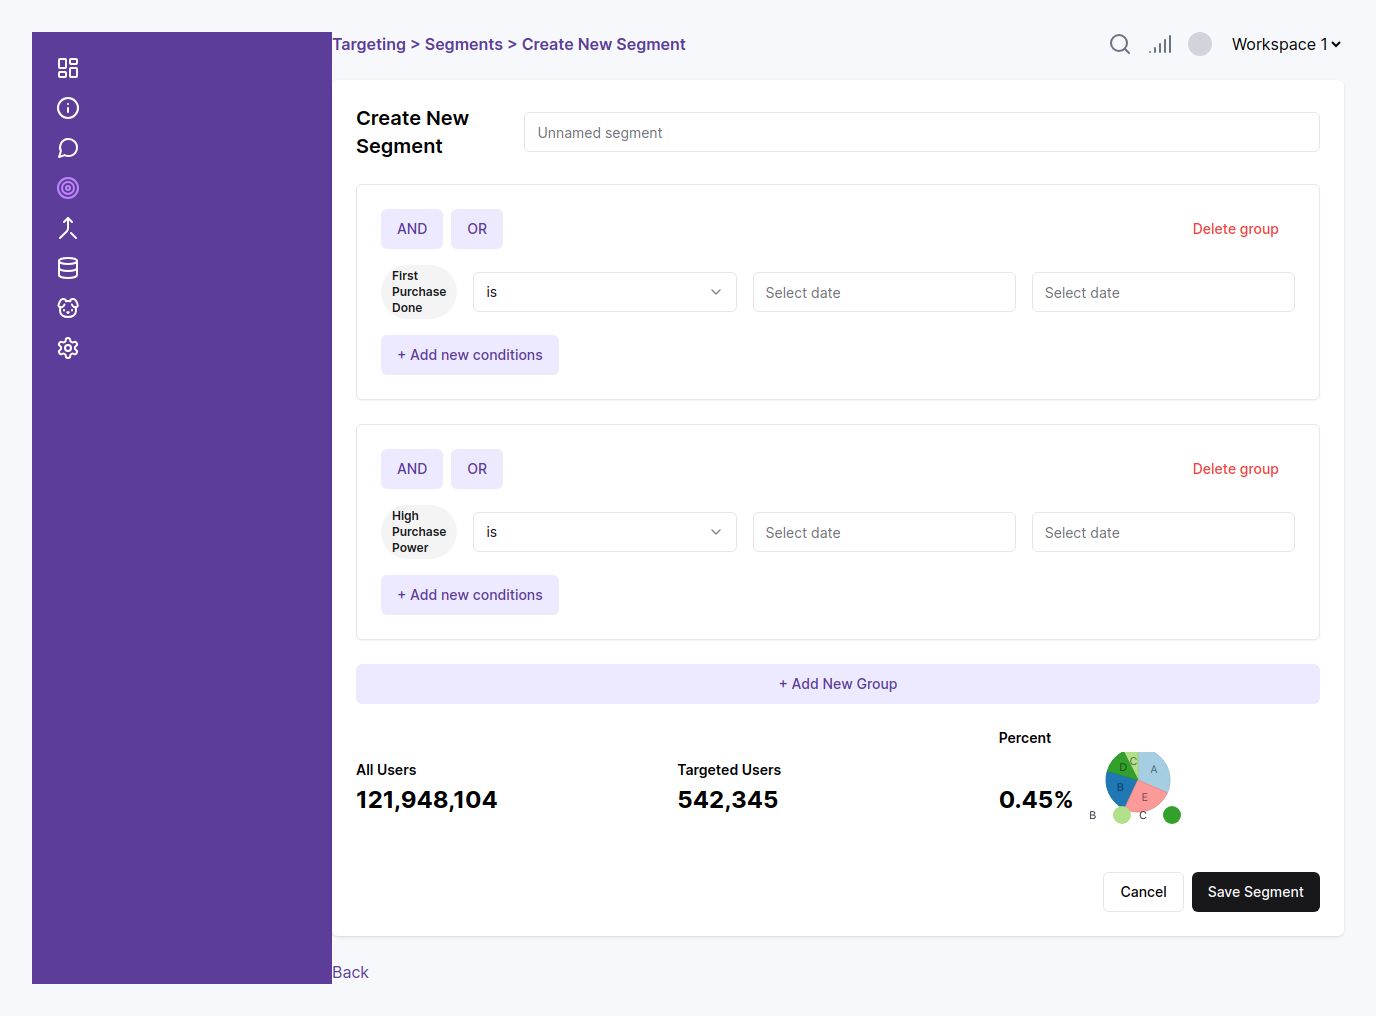 Targeting > Segments > Create New Segment
Workspace 1
Create New
Segment
Unnamed segment
AND
OR
Delete group
First
Purchase
Done
is
Select date
Select date
+ Add new conditions
AND
OR
Delete group
High
Purchase
Power
is
Select date
Select date
+ Add new conditions
+ Add New Group
All Users
121,948,104
Targeted Users
542,345
Percent
0.45%
D
C
A
B
E
B
C
Cancel
Save Segment
Back